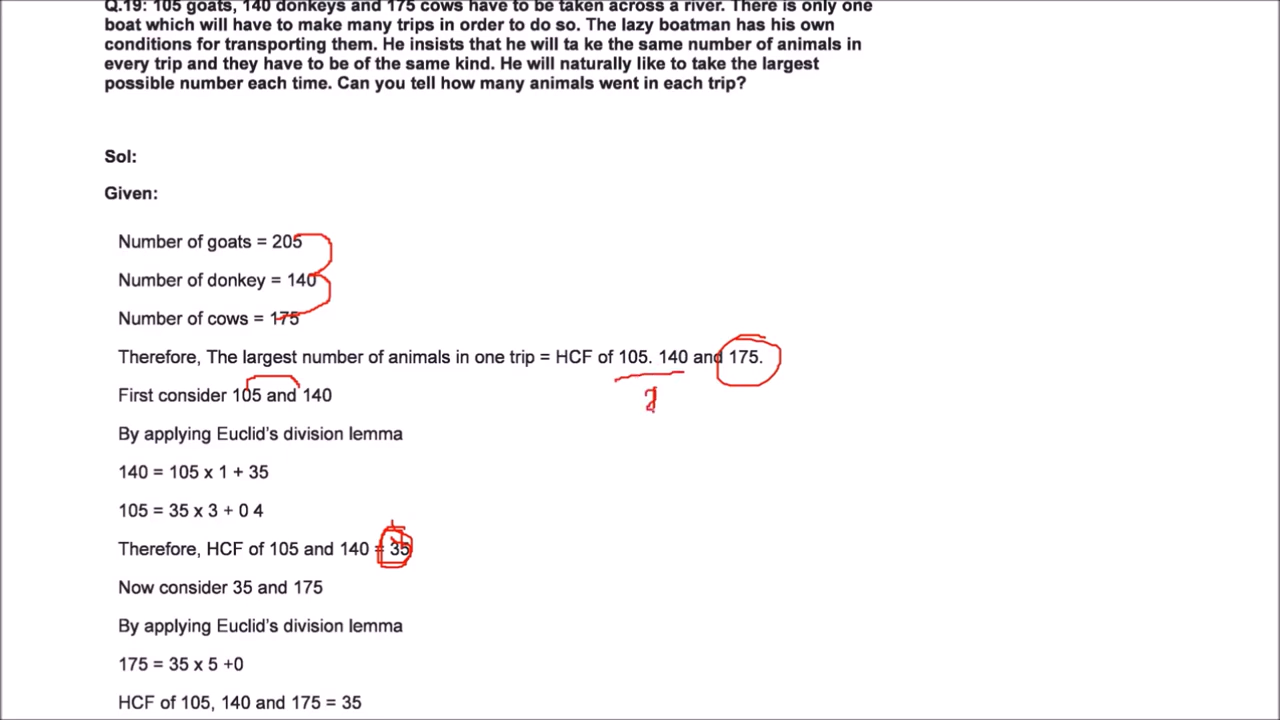 Q.19: 105 goats, 140 donkeys and 175 cows have to be taken across a river. There is only one
boat which will have to make many trips in order to do so. The lazy boatman has his own
conditions for transporting them. He insists that he will ta ke the same number of animals in
every trip and they have to be of the same kind. He will naturally like to take the largest
possible number each time. Can you tell how many animals went in each trip?
Sol:
Given:
Number of goats = 205
Number of donkey = 140
Number of cows = 175
Therefore, The largest number of animals in one trip = HCF of 105. 140 and 175.
First consider 105 and 140
By applying Euclid's division lemma
140 = 105 x 1 + 35
105 = 35 x 3 + 0 4
Therefore, HCF of 105 and 140 = 35
Now consider 35 and 175
By applying Euclid's division lemma
175 = 35 x 5 +0
HCF of 105, 140 and 175 = 35